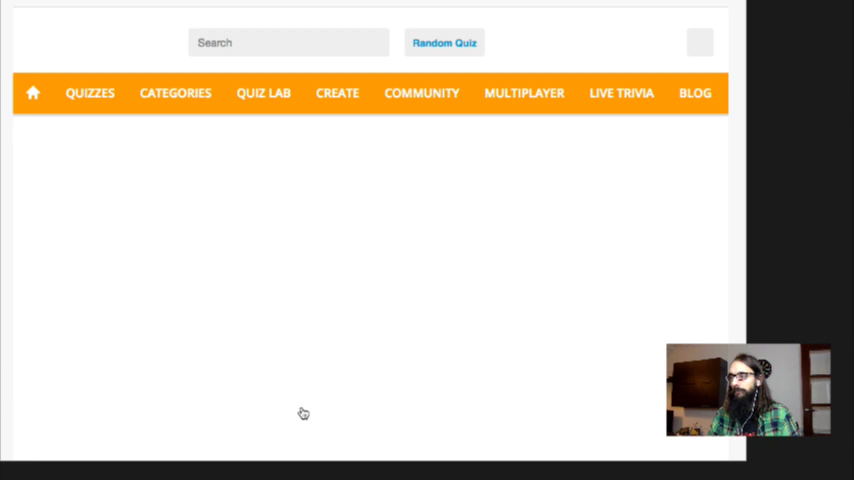 Search
Random Quiz
QUIZZES CATEGORIES QUIZ LAB CREATE COMMUNITY MULTIPLAYER LIVE TRIVIA BLOG